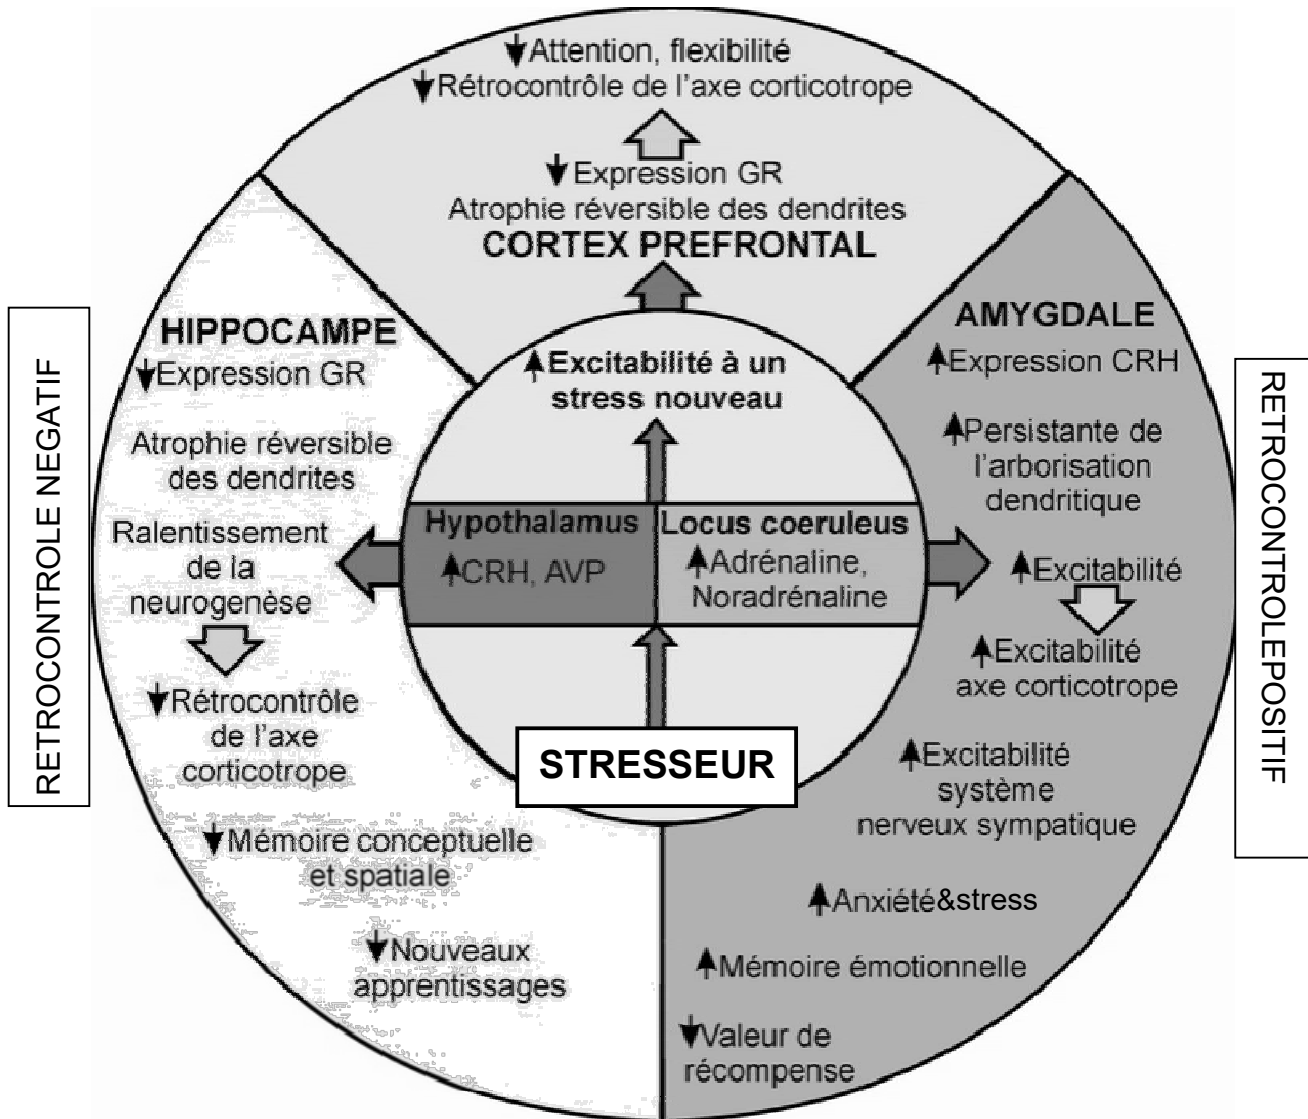 Attention, flexibilité
Rétrocontrôle de l'axe corticotrope
Expression GR
Atrophie réversible des dendrites
CORTEX PREFRONTAL
RETROCONTROLE NEGATIF
HIPPOCAMPE
Expression GR
Atrophie réversible
des dendrites
Ralentissement
de la
neurogenèse
Rétrocontrôle
de l'axe
corticotrope
Mémoire conceptuelle
et spatiale
Nouveaux
apprentissages
Excitabilité à un
stress nouveau
Hypothalamus
CRH, AVP
Locus coeruleus
Adrénaline,
Noradrénaline
STRESSEUR
AMYGDALE
Expression CRH
Persistante de
l'arborisation
dendritique
Excitabilité
Excitabilité
axe corticotrope
Excitabilité
système
nerveux sympatique
Anxiété&stress
Mémoire émotionnelle
Valeur de
récompense
RETROCONTROLEPOSITIF